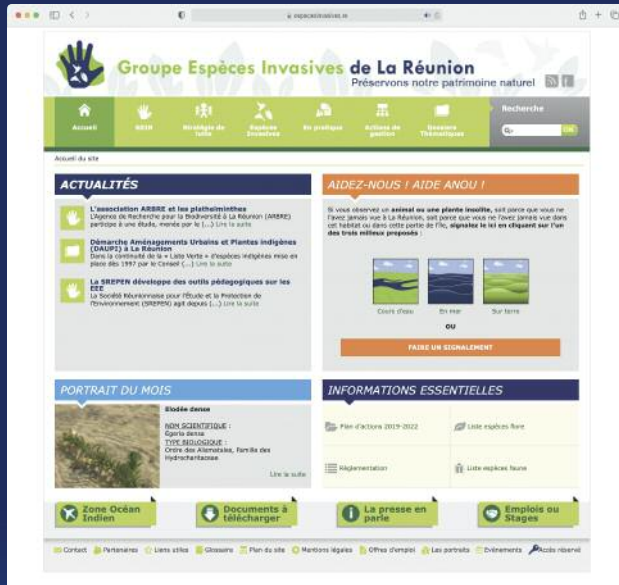 especesinvasives.re
Groupe Espèces Invasives de La Réunion
Préservons notre patrimoine naturel
Accueil
GEIR
Stratégie de lutte
Espèces Invasives
En pratique
Actions de gestion
Dossiers Thématiques
Recherche
OK
Accueil du site
ACTUALITÉS
L'association ARBRE et les plathelminthes
L'Agence de Recherche pour la Biodiversité à La Réunion (ARBRE)
participe à une étude, menée par le (...) Lire la suite
Démarche Aménagements Urbains et Plantes indigènes
(DAUPI) à La Réunion
Dans la continuité de la « Liste Verte » d'espèces indigènes mise en
place dès 1997 par le Conseil (...) Lire la suite
La SREPEN développe des outils pédagogiques sur les
EEE
La Société Réunionnaise pour l'Étude et la Protection de
l'Environnement (SREPEN) agit depuis (...) Lire la suite
AIDEZ-NOUS ! AIDE ANOU !
Si vous observez un animal ou une plante insolite, soit parce que vous ne
l'avez jamais vue à La Réunion, soit parce que vous ne l'avez jamais vue dans
cet habitat ou dans cette partie de l'île, signalez le ici en cliquant sur l'un
des trois milieux proposés :
Cours d'eau
En mer
Sur terre
OU
FAIRE UN SIGNALEMENT
PORTRAIT DU MOIS
Elodée dense
NOM SCIENTIFIQUE :
Egeria densa
TYPE BIOLOGIQUE :
Ordre des Alismatales, Famille des
Hydrocharitaceae
Lire la suite
INFORMATIONS ESSENTIELLES
Plan d'actions 2019-2022
Liste espèces flore
Réglementation
Liste espèces faune
Zone Océan
Indien
Documents à
télécharger
La presse en
parle
Emplois ou
Stages
Contact
Partenaires
Liens utiles
Glossaire
Plan du site
Mentions légales
Offres d'emploi
Les portraits
Evénements
Accès réservé